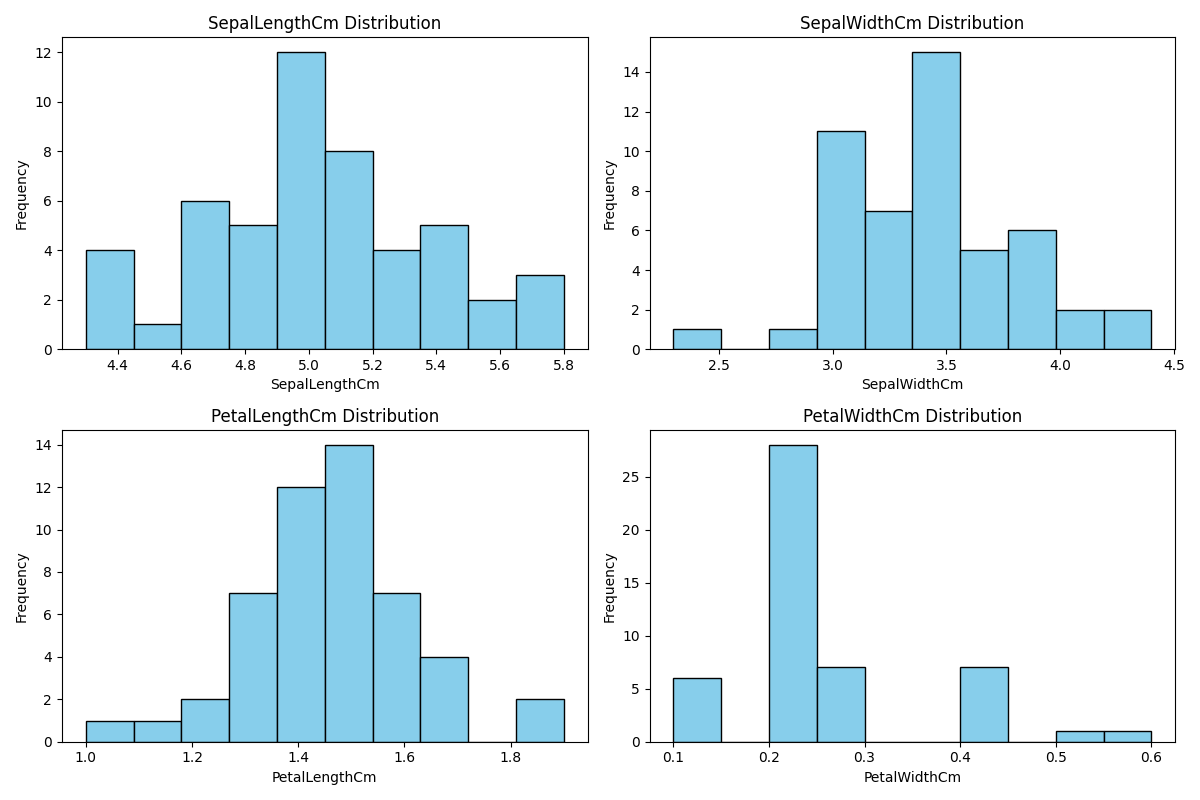 SepalLengthCm Distribution
12
10
8
6
4
2
0
Frequency
4.4 4.6 4.8 5.0 5.2 5.4 5.6 5.8
SepalLengthCm
SepalWidthCm Distribution
14
12
10
8
6
4
2
0
Frequency
2.5 3.0 3.5 4.0 4.5
SepalWidthCm
PetalLengthCm Distribution
14
12
10
8
6
4
2
0
Frequency
1.0 1.2 1.4 1.6 1.8
PetalLengthCm
PetalWidthCm Distribution
25
20
15
10
5
0
Frequency
0.1 0.2 0.3 0.4 0.5 0.6
PetalWidthCm